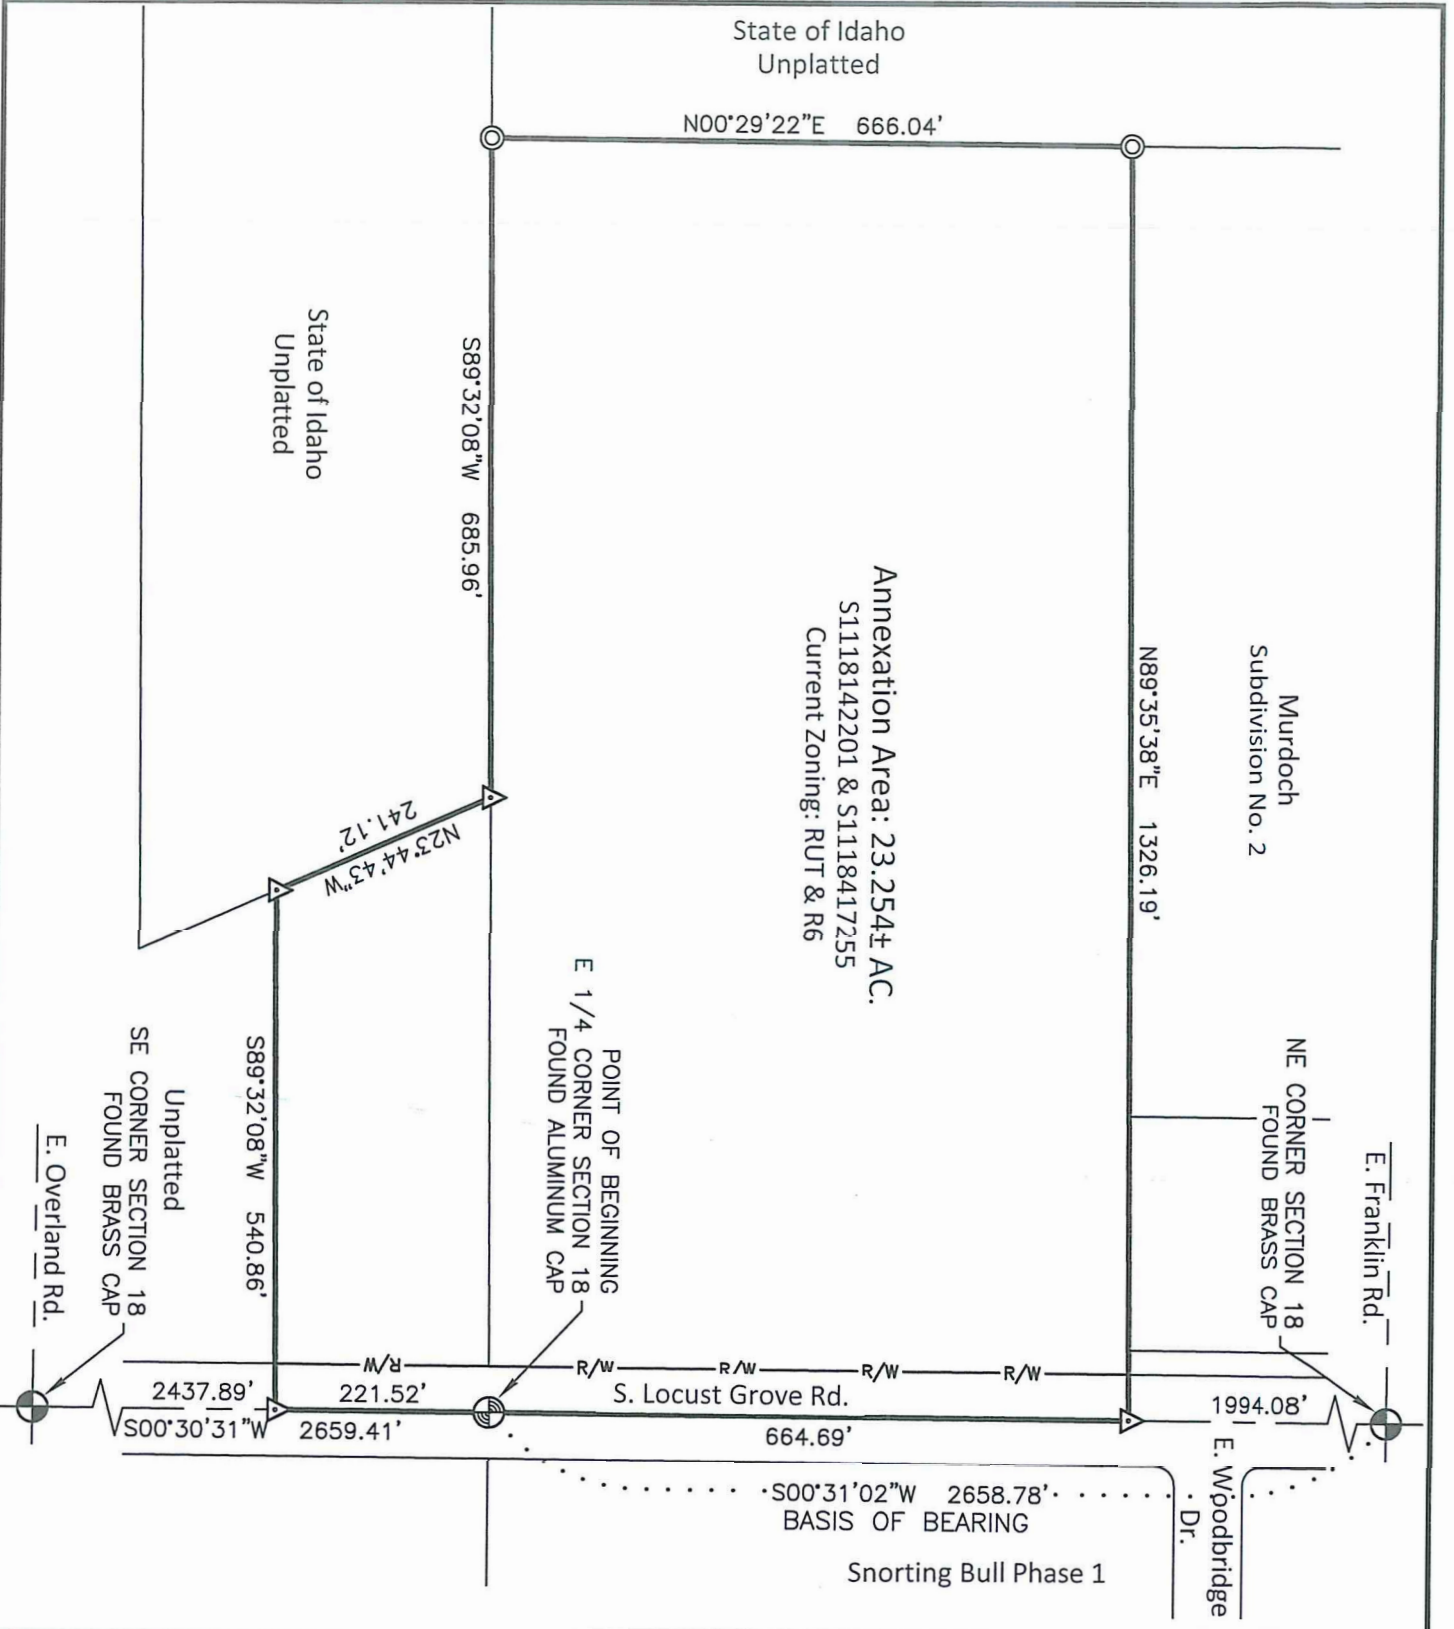 State of Idaho
Unplatted
N00°29'22"E 666.04'
State of Idaho
Unplatted
S89°32'08"W 685.96'
Murdoch
Subdivision No. 2
N89°35'38"E 1326.19'
Annexation Area: 23.254± AC.
S1118142201 & S1118417255
Current Zoning: RUT & R6
N23°44'43"W
241.12'
S89°32'08"W 540.86'
POINT OF BEGINNING
E 1/4 CORNER SECTION 18
FOUND ALUMINUM CAP
E. Franklin Rd.
NE CORNER SECTION 18
FOUND BRASS CAP
Unplatted
SE CORNER SECTION 18
FOUND BRASS CAP
E. Overland Rd.
R/W
R/W
R/W
R/W
R/W
2437.89'
221.52'
S. Locust Grove Rd.
1994.08'
S00°30'31"W 2659.41'
664.69'
S00°31'02"W 2658.78'
BASIS OF BEARING
E. Woodbridge
Dr.
Snorting Bull Phase 1